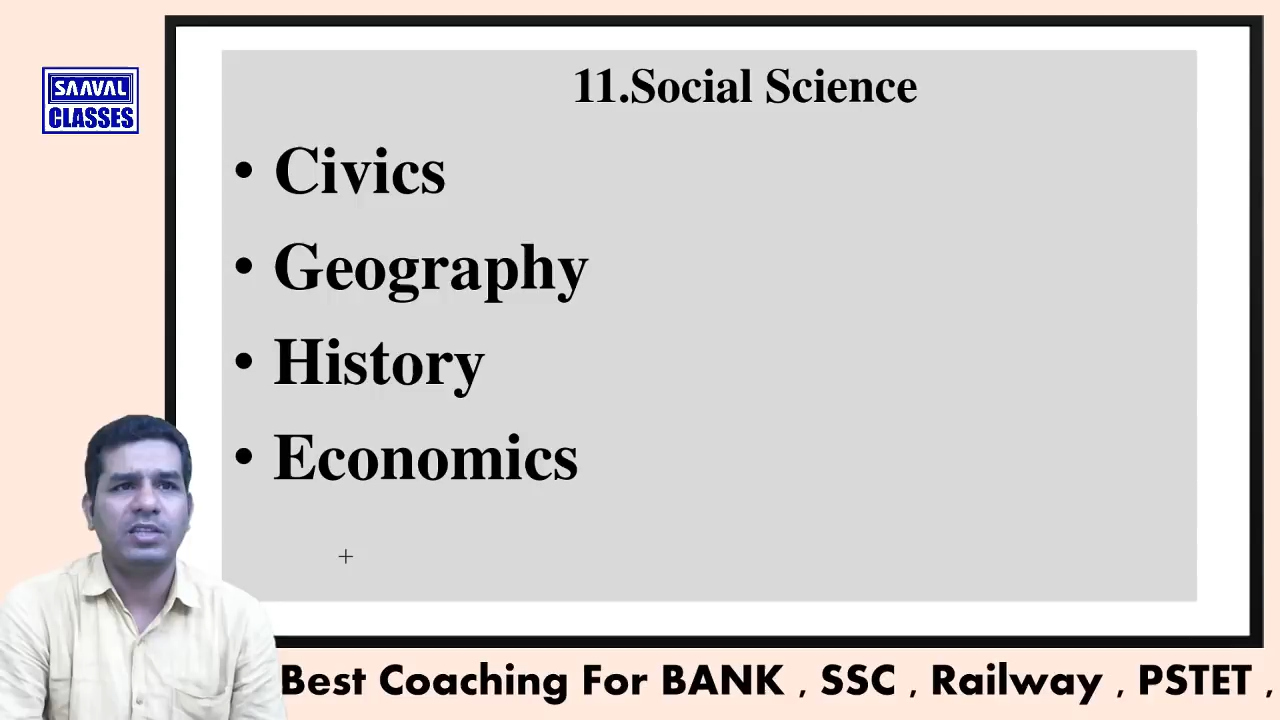 SAAVAL
CLASSES
11.Social Science
• Civics
• Geography
• History
• Economics
Best Coaching For BANK , SSC , Railway , PSTET ,